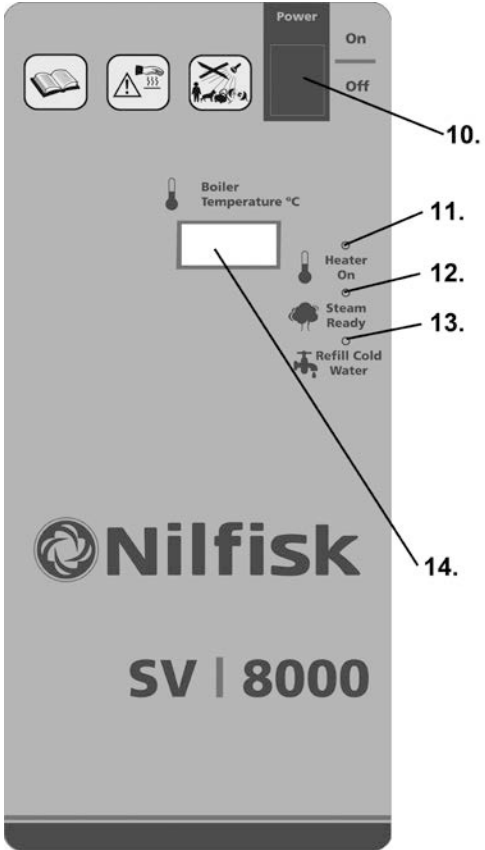 Power
On
Off
10.
Boiler
Temperature °C
11.
Heater
On
12.
Steam
Ready
13.
Refill Cold
Water
14.
Nilfisk
SV | 8000